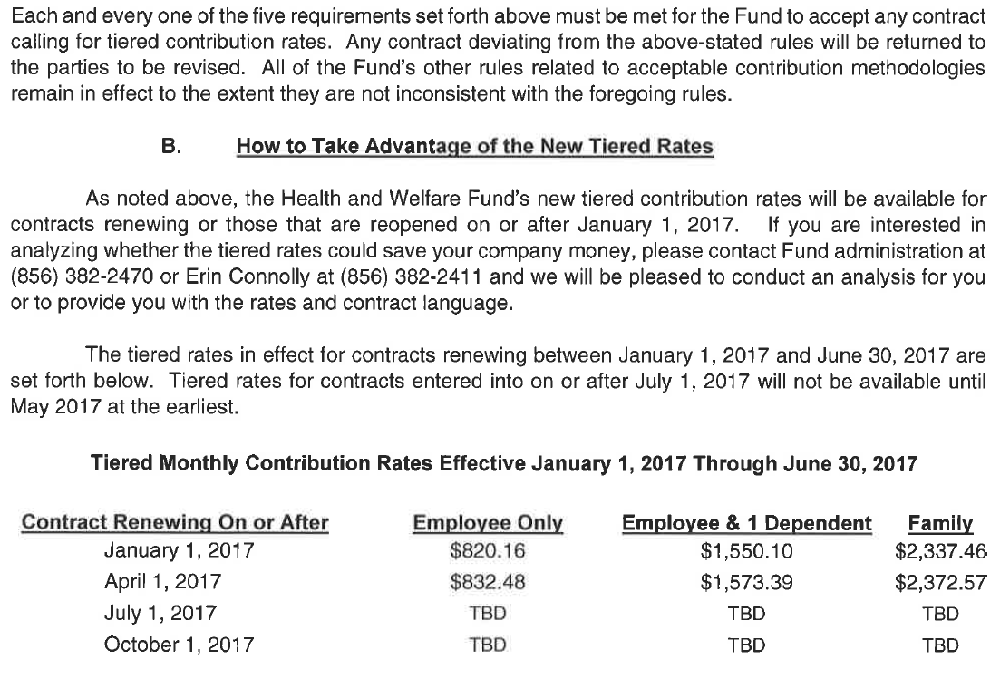 Each and every one of the five requirements set forth above must be met for the Fund to accept any contract
calling for tiered contribution rates. Any contract deviating from the above-stated rules will be returned to
the parties to be revised. All of the Fund's other rules related to acceptable contribution methodologies
remain in effect to the extent they are not inconsistent with the foregoing rules.
B. How to Take Advantage of the New Tiered Rates
As noted above, the Health and Welfare Fund's new tiered contribution rates will be available for
contracts renewing or those that are reopened on or after January 1, 2017. If you are interested in
analyzing whether the tiered rates could save your company money, please contact Fund administration at
(856) 382-2470 or Erin Connolly at (856) 382-2411 and we will be pleased to conduct an analysis for you
or to provide you with the rates and contract language.
The tiered rates in effect for contracts renewing between January 1, 2017 and June 30, 2017 are
set forth below. Tiered rates for contracts entered into on or after July 1, 2017 will not be available until
May 2017 at the earliest.
Tiered Monthly Contribution Rates Effective January 1, 2017 Through June 30, 2017
Contract Renewing On or After Employee Only Employee & 1 Dependent Family
January 1, 2017 $820.16 $1,550.10 $2,337.46
April 1, 2017 $832.48 $1,573.39 $2,372.57
July 1, 2017 TBD TBD TBD
October 1, 2017 TBD TBD TBD